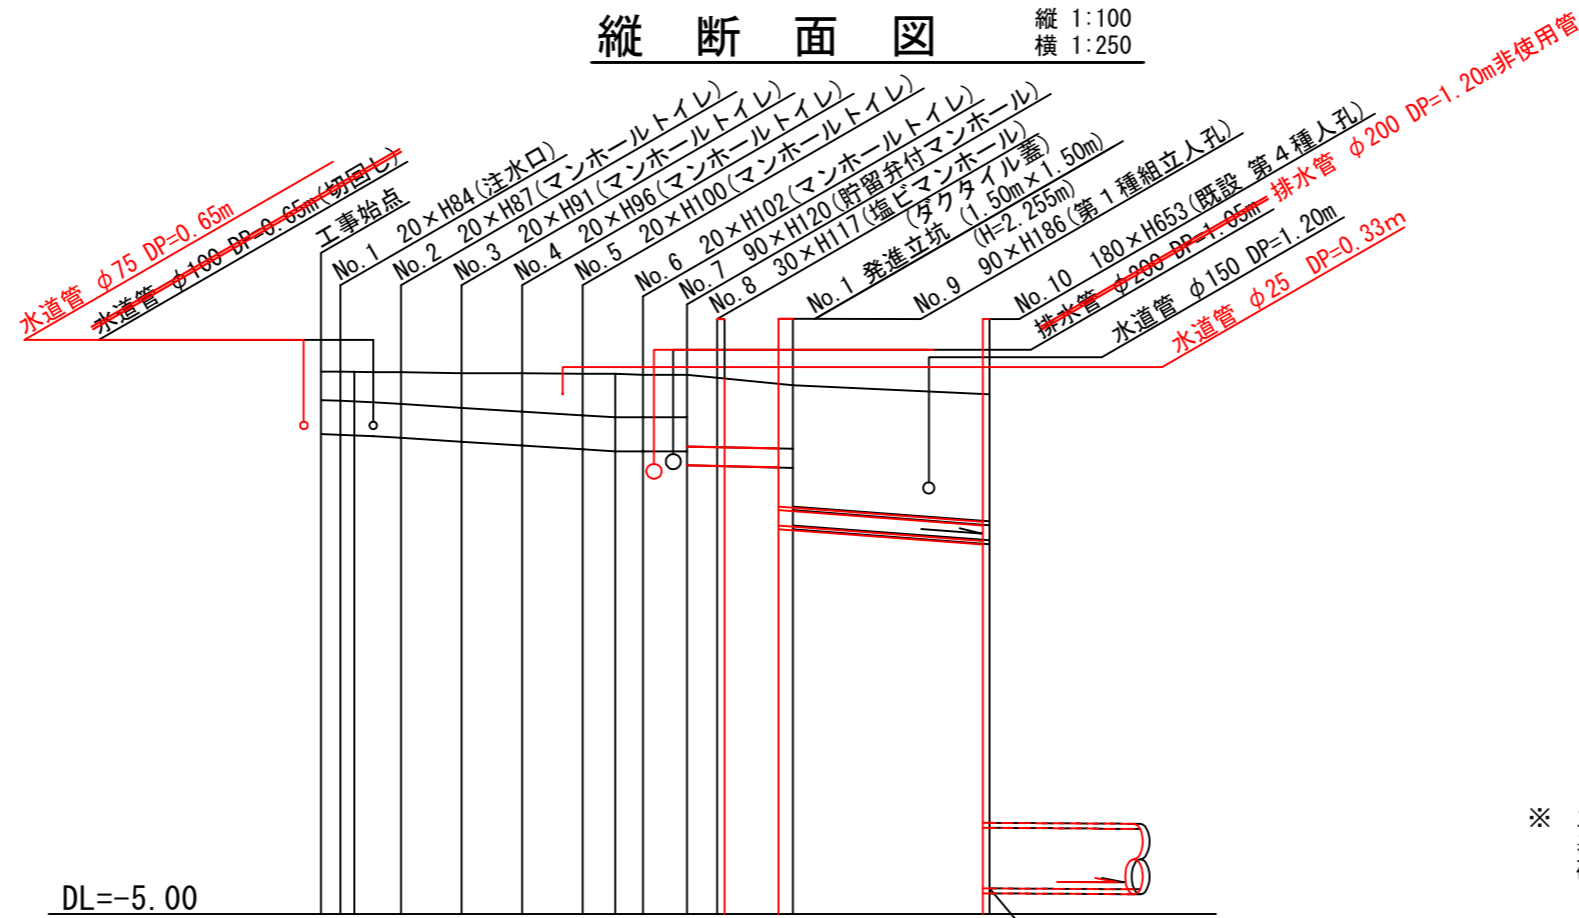 縦断面図
縦 1:100
横 1:250
水道管 φ75 DP=0.65m
水道管 φ100 DP=0.65m(切回し)
工事始点
No.1 20×H84(注水口)
No.2 20×H87(マンホールトイレ)
No.3 20×H91(マンホールトイレ)
No.4 20×H96(マンホールトイレ)
No.5 20×H100(マンホールトイレ)
No.6 20×H102(マンホールトイレ)
No.7 90×H120(貯留弁付マンホール)
No.8 30×H117(塩ビマンホール)
(ダクタイル蓋)
No.1 発進立坑 (1.50m×1.50m)
(H=2.255m)
No.9 90×H186(第1種組立人孔)
No.10 180×H653(既設 第4種人孔)
排水管 φ200 DP=1.05m
排水管 φ200 DP=1.20m非使用管
水道管 φ150 DP=1.20m
水道管 φ25 DP=0.33m
※
DL=-5.00